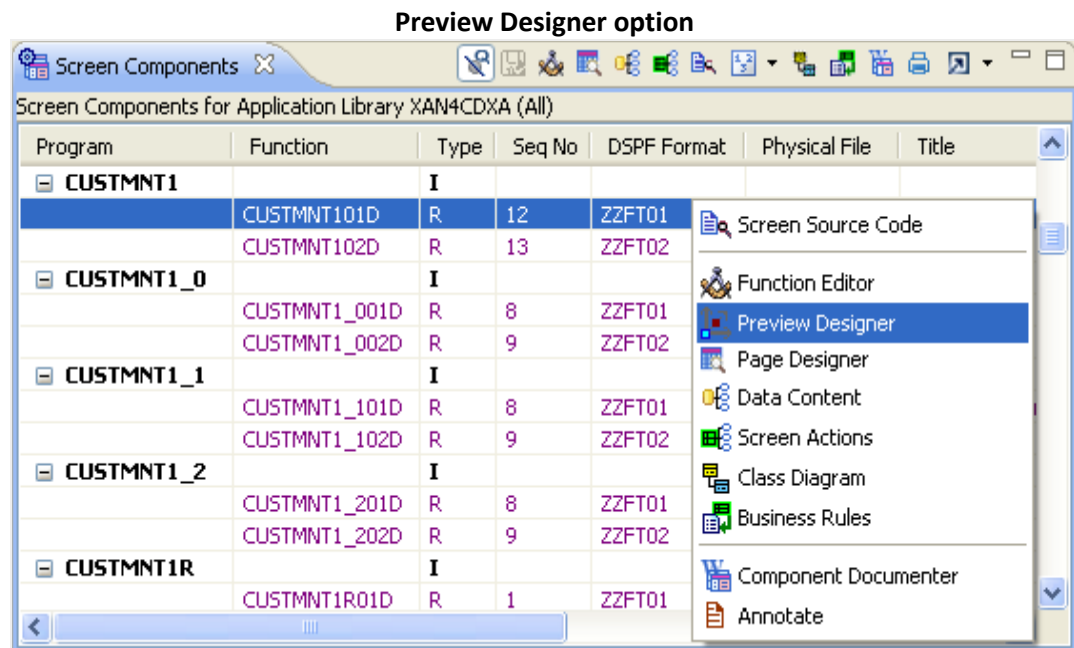 Preview Designer option
Screen Components
Screen Components for Application Library XAN4CDXA (All)
Program Function Type Seq No DSPF Format Physical File Title
CUSTMNT1 I
CUSTMNT101D R 12 ZZFT01
CUSTMNT102D R 13 ZZFT02
CUSTMNT1_0 I
CUSTMNT1_001D R 8 ZZFT01
CUSTMNT1_002D R 9 ZZFT02
CUSTMNT1_1 I
CUSTMNT1_101D R 8 ZZFT01
CUSTMNT1_102D R 9 ZZFT02
CUSTMNT1_2 I
CUSTMNT1_201D R 8 ZZFT01
CUSTMNT1_202D R 9 ZZFT02
CUSTMNT1R I
CUSTMNT1R01D R 1 ZZFT01
Screen Source Code
Function Editor
Preview Designer
Page Designer
Data Content
Screen Actions
Class Diagram
Business Rules
Component Documenter
Annotate